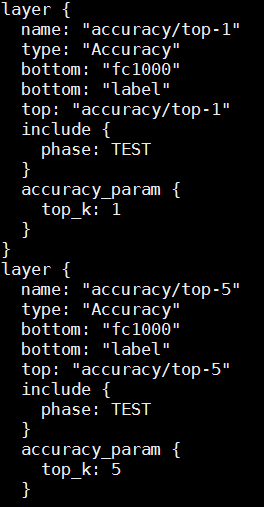 layer {
  name: "accuracy/top-1"
  type: "Accuracy"
  bottom: "fc1000"
  bottom: "label"
  top: "accuracy/top-1"
  include {
    phase: TEST
  }
  accuracy_param {
    top_k: 1
  }
}
layer {
  name: "accuracy/top-5"
  type: "Accuracy"
  bottom: "fc1000"
  bottom: "label"
  top: "accuracy/top-5"
  include {
    phase: TEST
  }
  accuracy_param {
    top_k: 5
  }